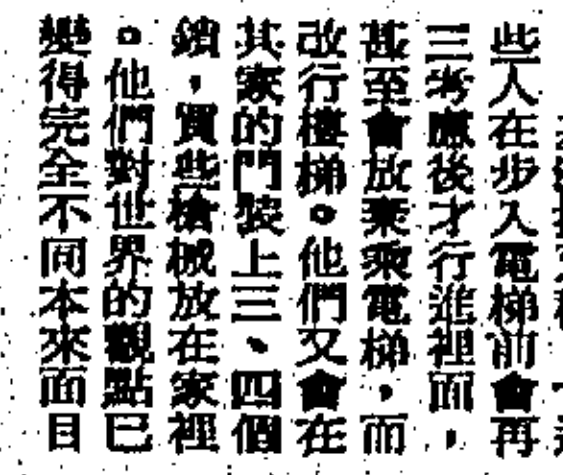 些人在步入電梯前會再
三考慮後才行進裡面，
甚至會放棄乘電梯，而
改行樓梯。他們又會在
其家的門裝上三、四個
鎖，買些槍械放在家裡
。他們對世界的觀點已
變得完全不同本來面目